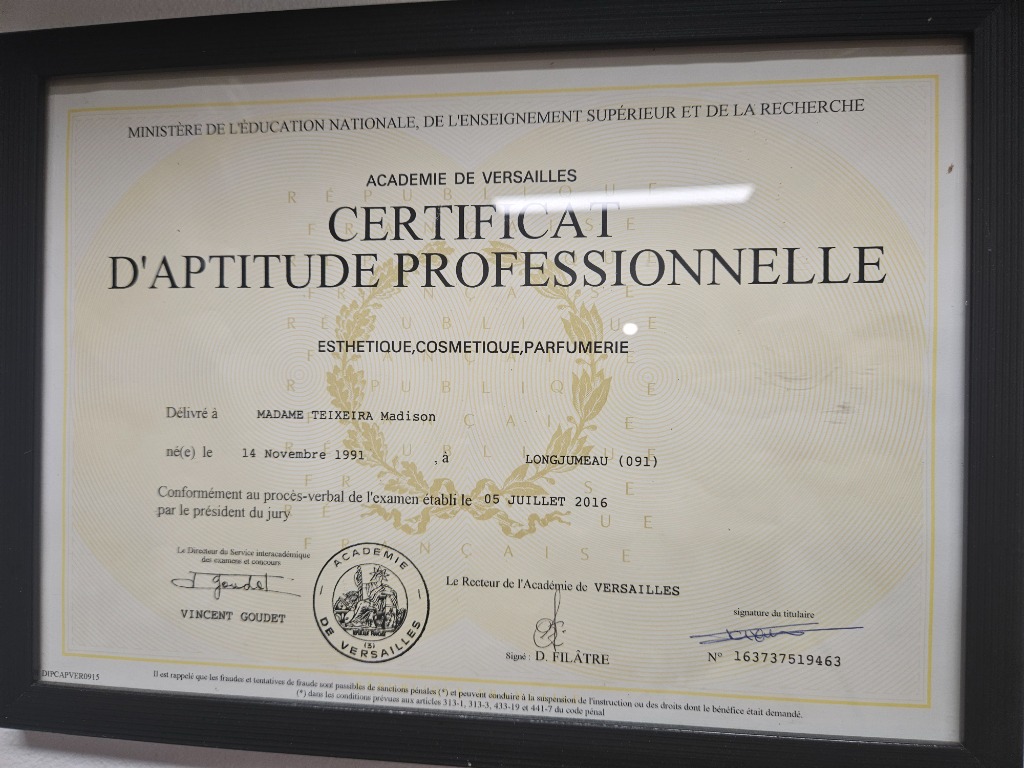 MINISTÈRE DE L'ÉDUCATION NATIONALE, DE L'ENSEIGNEMENT SUPÉRIEUR ET DE LA RECHERCHE
ACADEMIE DE VERSAILLES
CERTIFICAT
D'APTITUDE PROFESSIONNELLE
ESTHETIQUE,COSMETIQUE,PARFUMERIE
Délivré à MADAME TEIXEIRA Madison
né(e) le 14 Novembre 1991 , à LONGJUMEAU (091)
Conformément au procès-verbal de l'examen établi le 05 JUILLET 2016
par le président du jury
Le Directeur du Service interacadémique
des examens et concours
J Goudet
VINCENT GOUDET
ACADEMIE
DE VERSAILLES
(3)
Le Recteur de l'Académie de VERSAILLES
Signé : D. FILÂTRE
signature du titulaire
N° 163737519463
DIPCAPVER0915
Il est rappelé que les fraudes et tentatives de fraude sont passibles de sanctions pénales (*) et peuvent conduire à la suspension de l'instruction ou des droits dont le bénéfice était demandé.
(*) dans les conditions prévues aux articles 313-1, 313-3, 433-19 et 441-7 du code pénal
RÉPUBLIQUE
FRANÇAISE